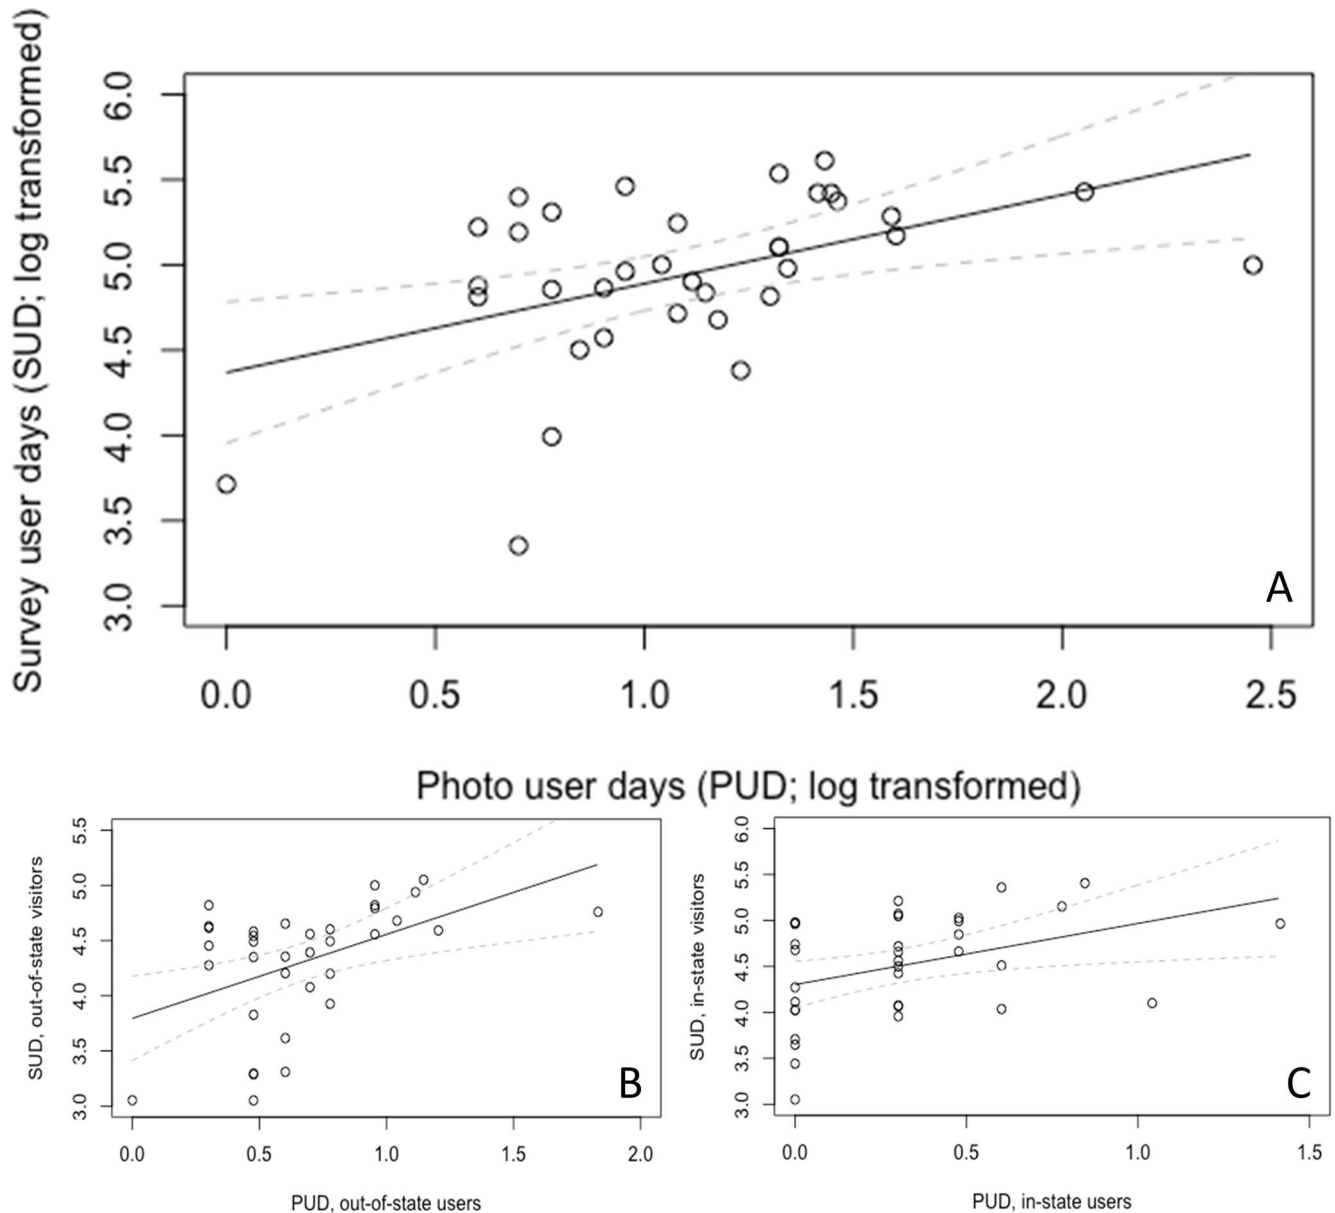 Survey user days (SUD; log transformed)
6.0
5.5
5.0
4.5
4.0
3.5
3.0
A
0.0 0.5 1.0 1.5 2.0 2.5
Photo user days (PUD; log transformed)
SUD, out-of-state visitors
5.5
5.0
4.5
4.0
3.5
3.0
B
0.0 0.5 1.0 1.5 2.0
PUD, out-of-state users
SUD, in-state visitors
6.0
5.5
5.0
4.5
4.0
3.5
3.0
C
0.0 0.5 1.0 1.5
PUD, in-state users